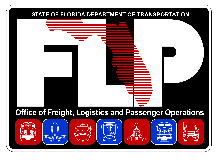 STATE OF FLORIDA DEPARTMENT OF TRANSPORTATION
FLP
Office of Freight, Logistics and Passenger Operations